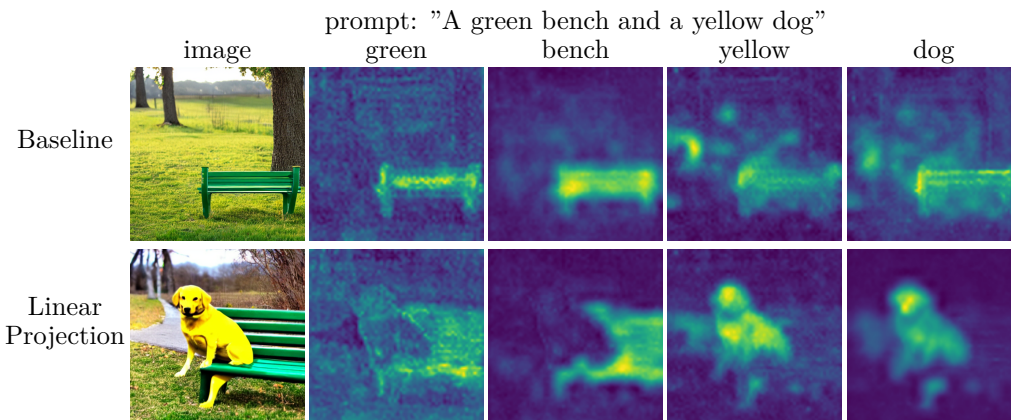 prompt: ”A green bench and a yellow dog”
image green bench yellow dog
Baseline
Linear
Projection